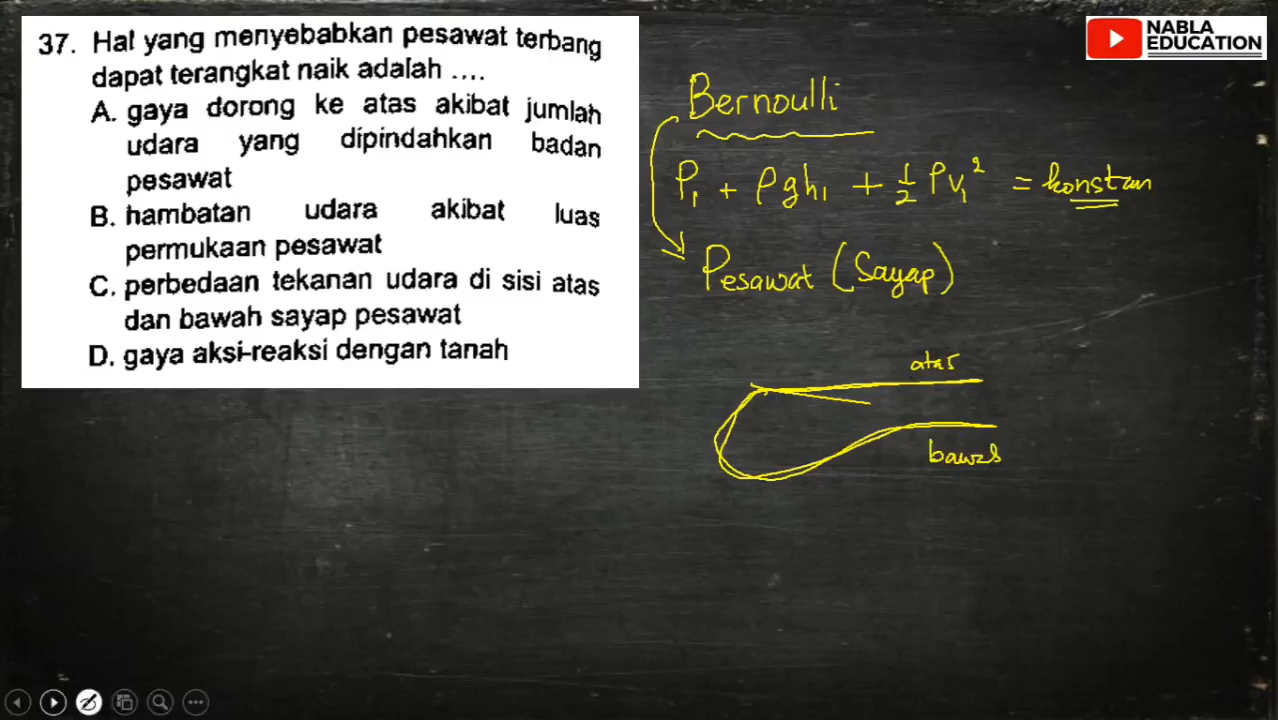 37. Hal yang menyebabkan pesawat terbang
dapat terangkat naik adalah ....
A. gaya dorong ke atas akibat jumlah
udara yang dipindahkan badan
pesawat
B. hambatan udara akibat luas
permukaan pesawat
C. perbedaan tekanan udara di sisi atas
dan bawah sayap pesawat
D. gaya aksi-reaksi dengan tanah
NABLA
EDUCATION
Bernoulli
P₁ + ρgh₁ + ½ ρv₁² = konstan
Pesawat (Sayap)
atas
bawah